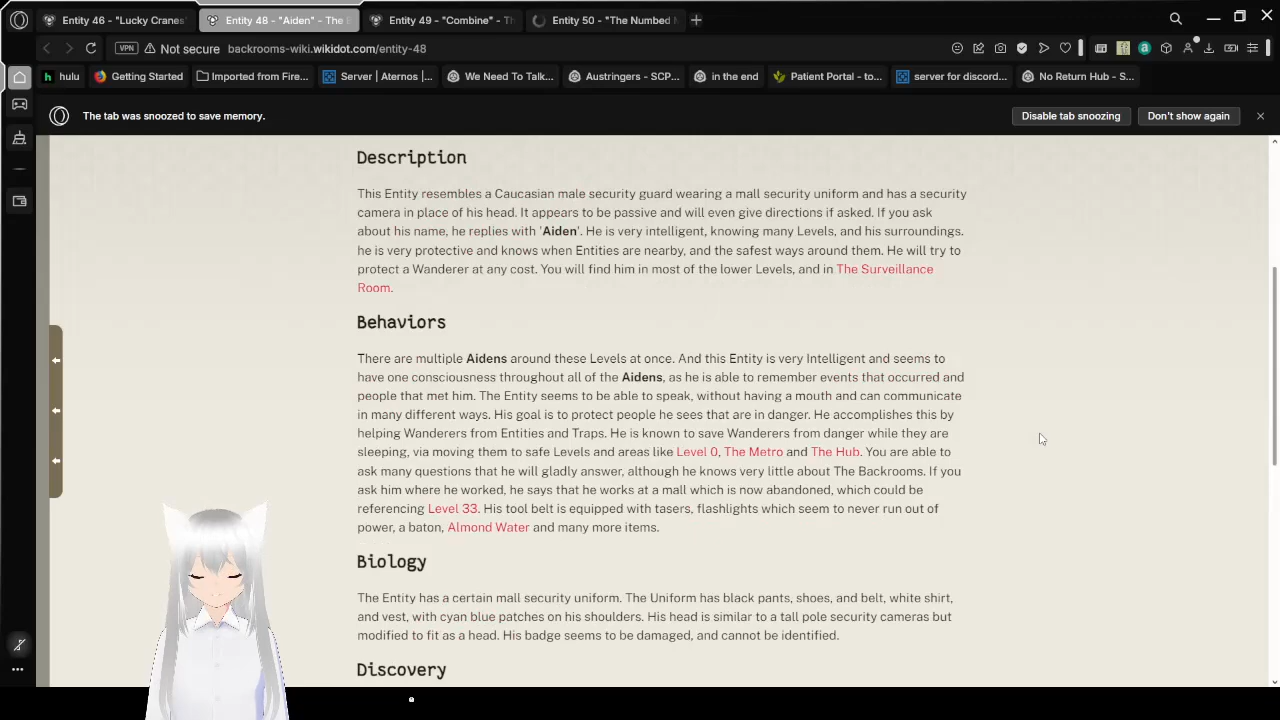 Entity 46 - "Lucky Cranes"
Entity 48 - "Aiden" - The E
Entity 49 - "Combine" - Th
Entity 50 - "The Numbed M
VPN
Not secure
backrooms-wiki.wikidot.com/entity-48
hulu
Getting Started
Imported from Fire...
Server | Aternos |...
We Need To Talk...
Austringers - SCP...
in the end
Patient Portal - to...
server for discord...
No Return Hub - S...
The tab was snoozed to save memory.
Disable tab snoozing
Don't show again
Description
This Entity resembles a Caucasian male security guard wearing a mall security uniform and has a security
camera in place of his head. It appears to be passive and will even give directions if asked. If you ask
about his name, he replies with 'Aiden'. He is very intelligent, knowing many Levels, and his surroundings.
he is very protective and knows when Entities are nearby, and the safest ways around them. He will try to
protect a Wanderer at any cost. You will find him in most of the lower Levels, and in The Surveillance
Room.
Behaviors
There are multiple Aidens around these Levels at once. And this Entity is very Intelligent and seems to
have one consciousness throughout all of the Aidens, as he is able to remember events that occurred and
people that met him. The Entity seems to be able to speak, without having a mouth and can communicate
in many different ways. His goal is to protect people he sees that are in danger. He accomplishes this by
helping Wanderers from Entities and Traps. He is known to save Wanderers from danger while they are
sleeping, via moving them to safe Levels and areas like Level 0, The Metro and The Hub. You are able to
ask many questions that he will gladly answer, although he knows very little about The Backrooms. If you
ask him where he worked, he says that he works at a mall which is now abandoned, which could be
referencing Level 33. His tool belt is equipped with tasers, flashlights which seem to never run out of
power, a baton, Almond Water and many more items.
Biology
The Entity has a certain mall security uniform. The Uniform has black pants, shoes, and belt, white shirt,
and vest, with cyan blue patches on his shoulders. His head is similar to a tall pole security cameras but
modified to fit as a head. His badge seems to be damaged, and cannot be identified.
Discovery